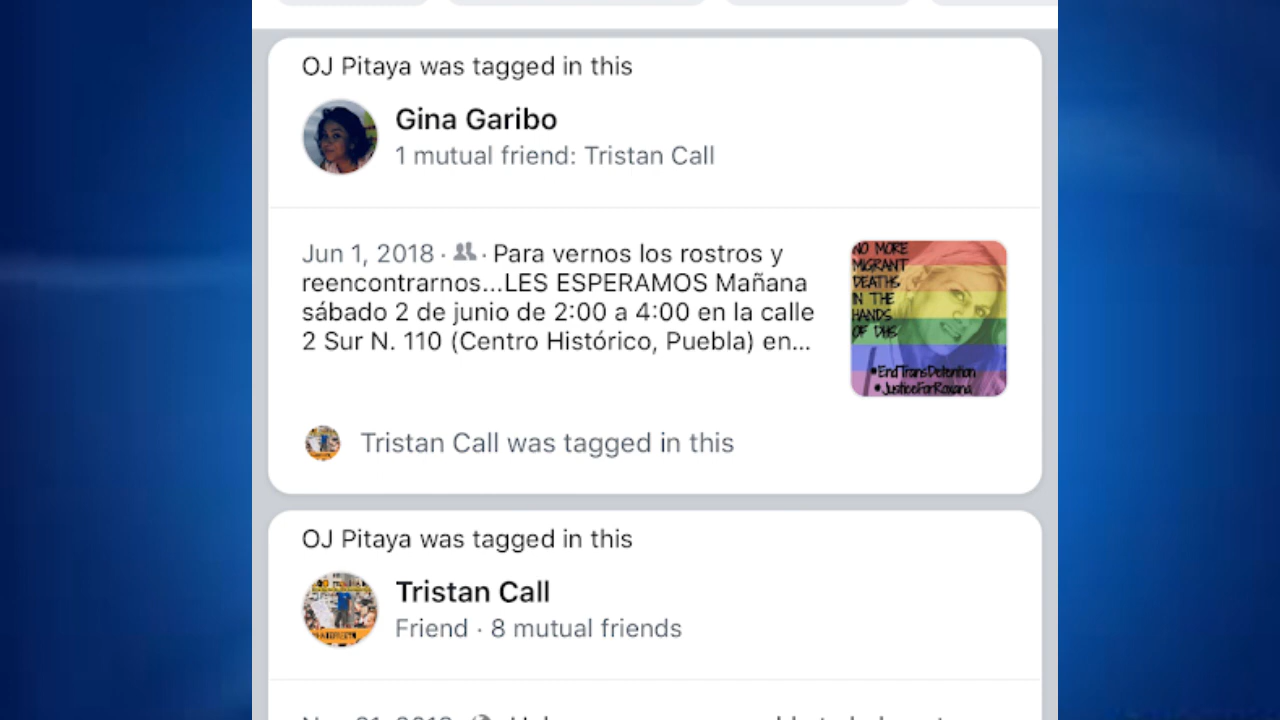 OJ Pitaya was tagged in this
Gina Garibo
1 mutual friend: Tristan Call
Jun 1, 2018 · · Para vernos los rostros y
reencontrarnos...LES ESPERAMOS Mañana
sábado 2 de junio de 2:00 a 4:00 en la calle
2 Sur N. 110 (Centro Histórico, Puebla) en...
NO MORE
MIGRANT
DEATHS
IN THE
HANDS
OF DHS
#EndTransDetention
#JusticeForRoxana
Tristan Call was tagged in this
OJ Pitaya was tagged in this
Tristan Call
Friend · 8 mutual friends